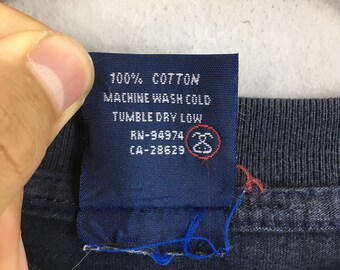 100% COTTON
MACHINE WASH COLD
TUMBLE DRY LOW
RN-94974
CA-28629